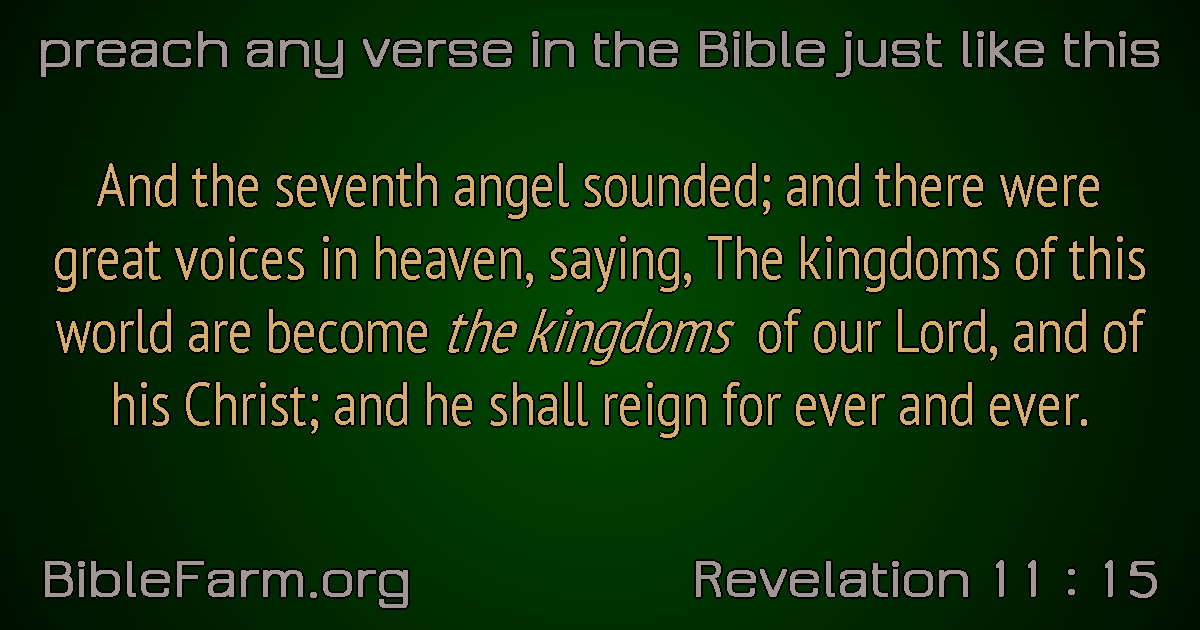 preach any verse in the Bible just like this
And the seventh angel sounded; and there were
great voices in heaven, saying, The kingdoms of this
world are become the kingdoms of our Lord, and of
his Christ; and he shall reign for ever and ever.
BibleFarm.org
Revelation 11 : 15